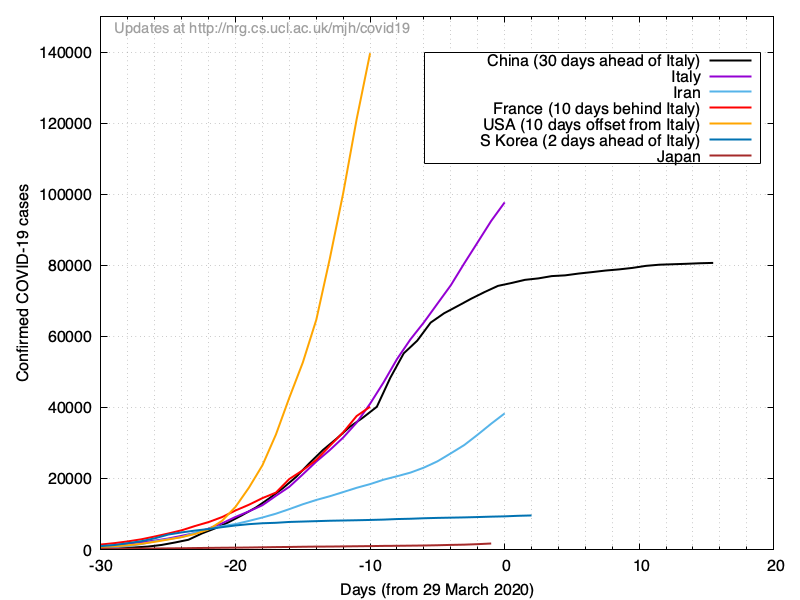 Updates at http://nrg.cs.ucl.ac.uk/mjh/covid19
China (30 days ahead of Italy)
Italy
Iran
France (10 days behind Italy)
USA (10 days offset from Italy)
S Korea (2 days ahead of Italy)
Japan
Confirmed COVID-19 cases
140000
120000
100000
80000
60000
40000
20000
0
-30 -20 -10 0 10 20
Days (from 29 March 2020)